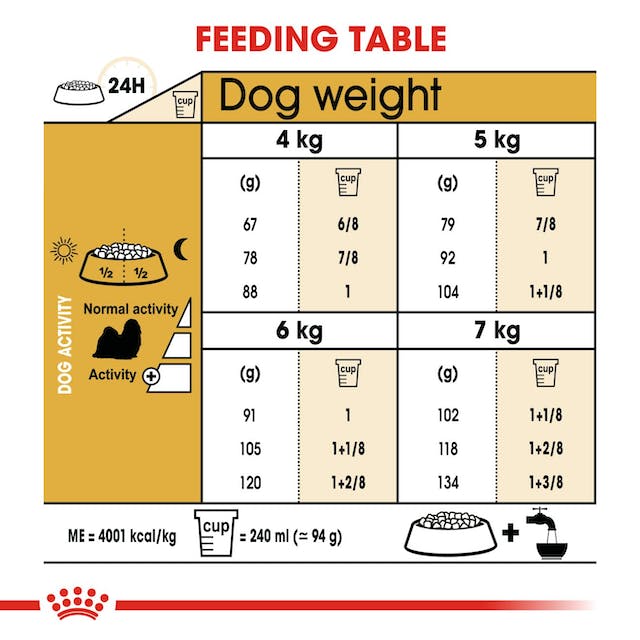 FEEDING TABLE
24H
cup
Dog weight
4 kg 5 kg
(g) cup (g) cup
67 6/8 79 7/8
78 7/8 92 1
88 1 104 1+1/8
½ ½
DOG ACTIVITY
Normal activity
Activity +
6 kg 7 kg
(g) cup (g) cup
91 1 102 1+1/8
105 1+1/8 118 1+2/8
120 1+2/8 134 1+3/8
ME = 4001 kcal/kg cup = 240 ml (≃ 94 g) +